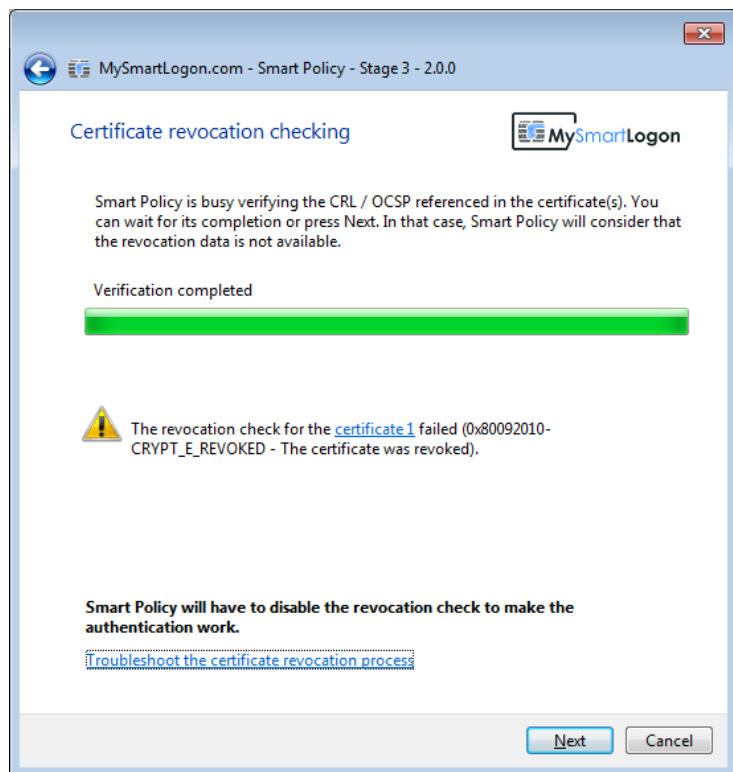 MySmartLogon.com - Smart Policy - Stage 3 - 2.0.0
Certificate revocation checking
MySmartLogon
Smart Policy is busy verifying the CRL / OCSP referenced in the certificate(s). You
can wait for its completion or press Next. In that case, Smart Policy will consider that
the revocation data is not available.
Verification completed
The revocation check for the certificate 1 failed (0x80092010-
CRYPT_E_REVOKED - The certificate was revoked).
Smart Policy will have to disable the revocation check to make the
authentication work.
Troubleshoot the certificate revocation process
Next
Cancel